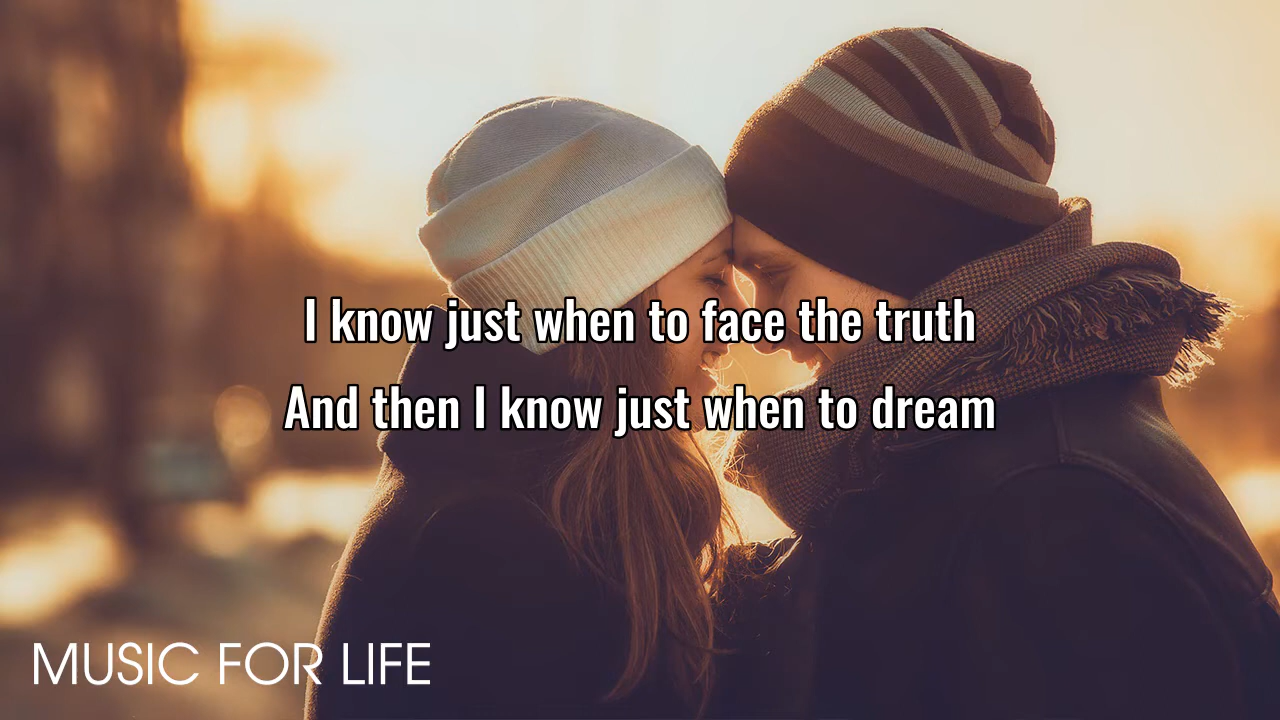 I know just when to face the truth
And then I know just when to dream
MUSIC FOR LIFE